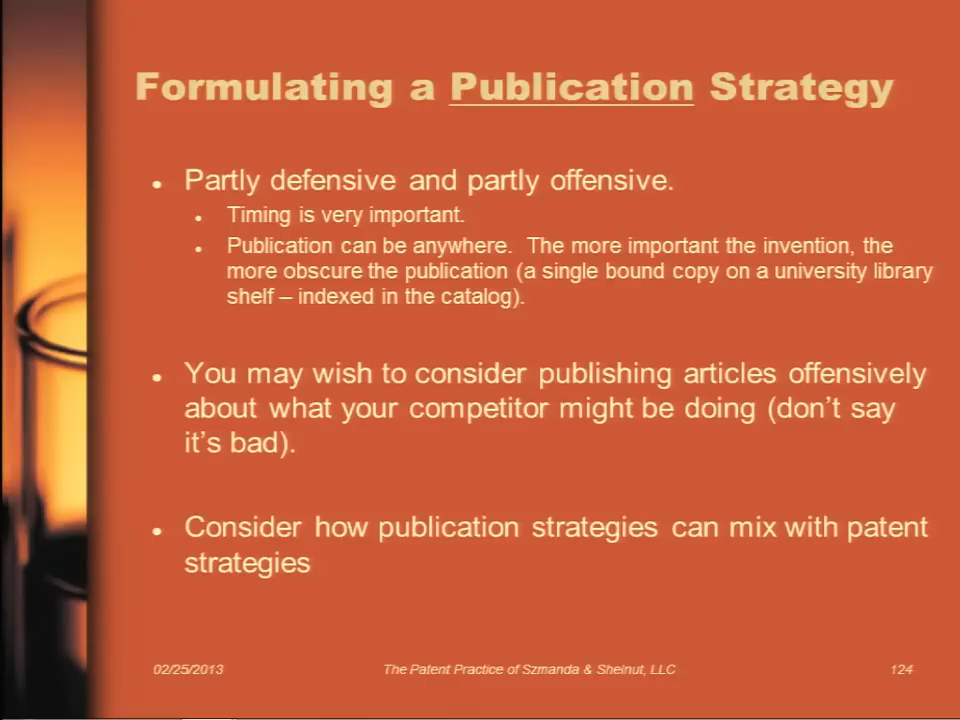 Formulating a Publication Strategy
Partly defensive and partly offensive.
Timing is very important.
Publication can be anywhere. The more important the invention, the
more obscure the publication (a single bound copy on a university library
shelf – indexed in the catalog).
You may wish to consider publishing articles offensively
about what your competitor might be doing (don’t say
it’s bad).
Consider how publication strategies can mix with patent
strategies
02/25/2013
The Patent Practice of Szmanda & Shelnut, LLC
124